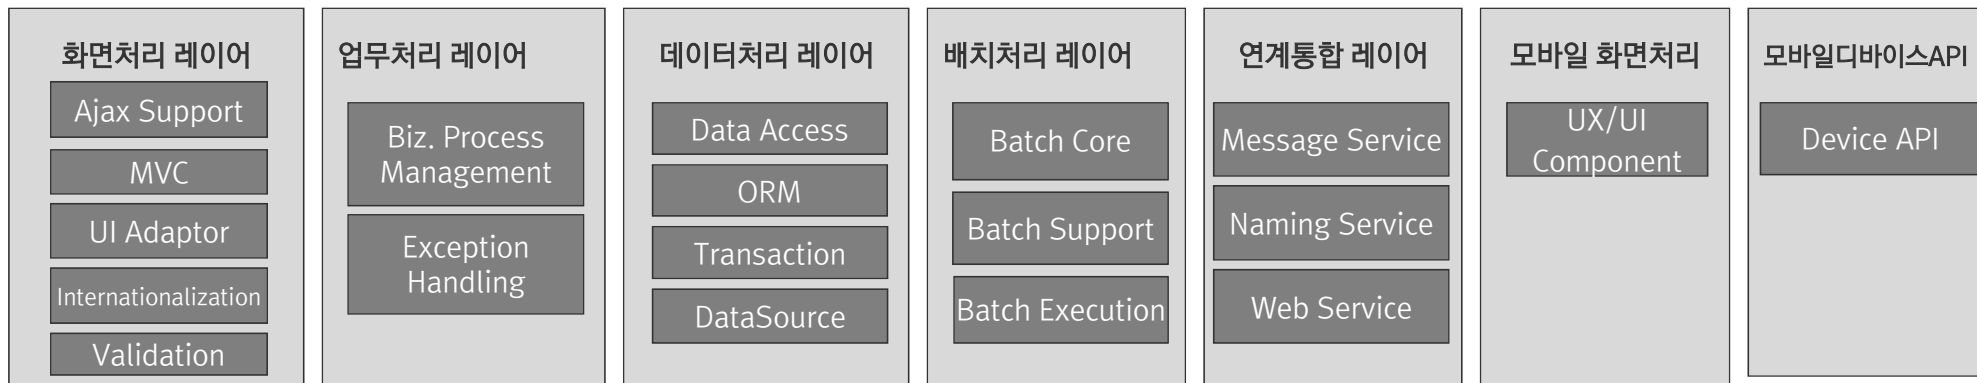 화면처리 레이어
Ajax Support
MVC
UI Adaptor
Internationalization
Validation
업무처리 레이어
Biz. Process
Management
Exception
Handling
데이터처리 레이어
Data Access
ORM
Transaction
DataSource
배치처리 레이어
Batch Core
Batch Support
Batch Execution
연계통합 레이어
Message Service
Naming Service
Web Service
모바일 화면처리
UX/UI
Component
모바일디바이스API
Device API